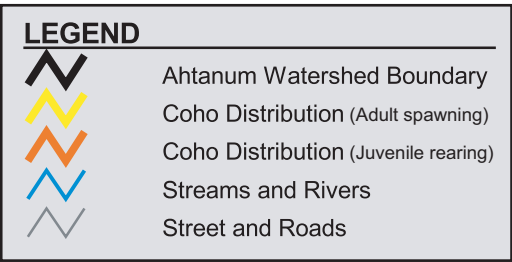 LEGEND
Ahtanum Watershed Boundary
Coho Distribution (Adult spawning)
Coho Distribution (Juvenile rearing)
Streams and Rivers
Street and Roads